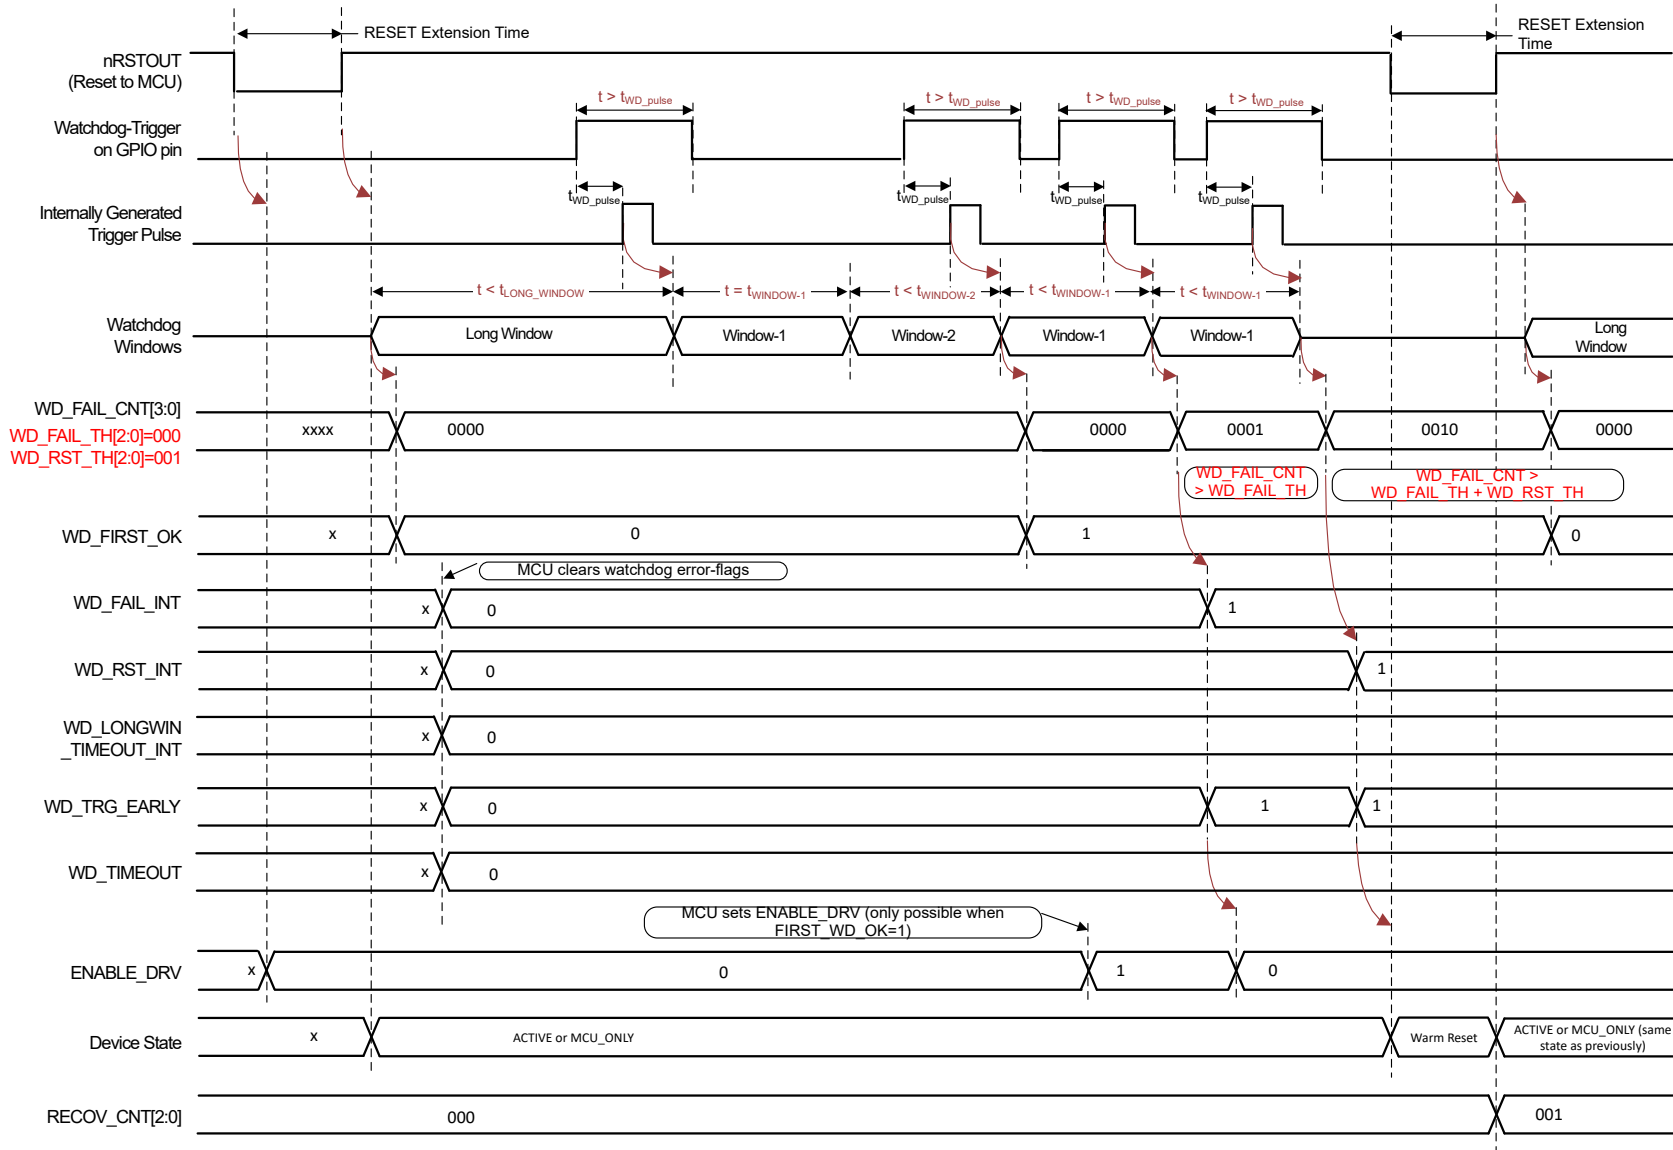 RESET Extension Time
RESET Extension
Time
nRSTOUT
(Reset to MCU)
t > tWD_pulse
t > tWD_pulse
t > tWD_pulse
t > tWD_pulse
Watchdog-Trigger
on GPIO pin
tWD_pulse
tWD_pulse
tWD_pulse
tWD_pulse
Internally Generated
Trigger Pulse
t < tLONG_WINDOW
t = tWINDOW-1
t < tWINDOW-2
t < tWINDOW-1
t < tWINDOW-1
Watchdog
Windows
Long Window
Window-1
Window-2
Window-1
Window-1
Long
Window
WD_FAIL_CNT[3:0]
WD_FAIL_TH[2:0]=000
WD_RST_TH[2:0]=001
xxxx
0000
0000
0001
0010
0000
WD_FAIL_CNT
> WD_FAIL_TH
WD_FAIL_CNT >
WD_FAIL_TH + WD_RST_TH
WD_FIRST_OK
x
0
1
0
MCU clears watchdog error-flags
WD_FAIL_INT
x
0
1
WD_RST_INT
x
0
1
WD_LONGWIN
_TIMEOUT_INT
x
0
WD_TRG_EARLY
x
0
1
1
WD_TIMEOUT
x
0
MCU sets ENABLE_DRV (only possible when
FIRST_WD_OK=1)
ENABLE_DRV
x
0
1
0
Device State
x
ACTIVE or MCU_ONLY
Warm Reset
ACTIVE or MCU_ONLY (same
state as previously)
RECOV_CNT[2:0]
000
001